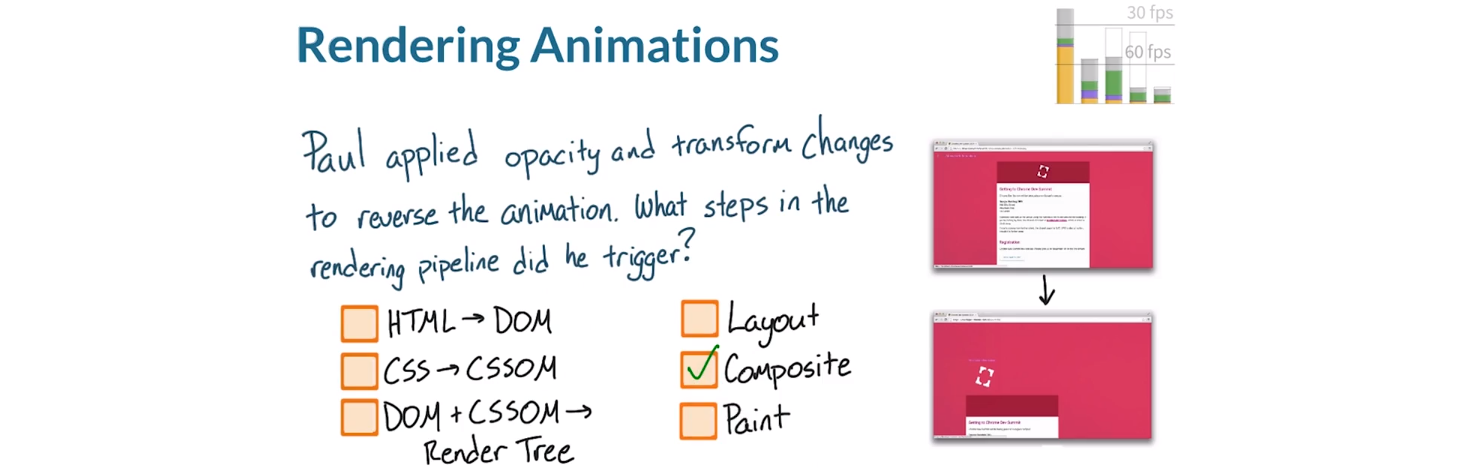 Rendering Animations
30 fps
60 fps
Paul applied opacity and transform changes
to reverse the animation. What steps in the
rendering pipeline did he trigger?
HTML → DOM
CSS → CSSOM
DOM + CSSOM →
Render Tree
Layout
Composite
Paint
Registration